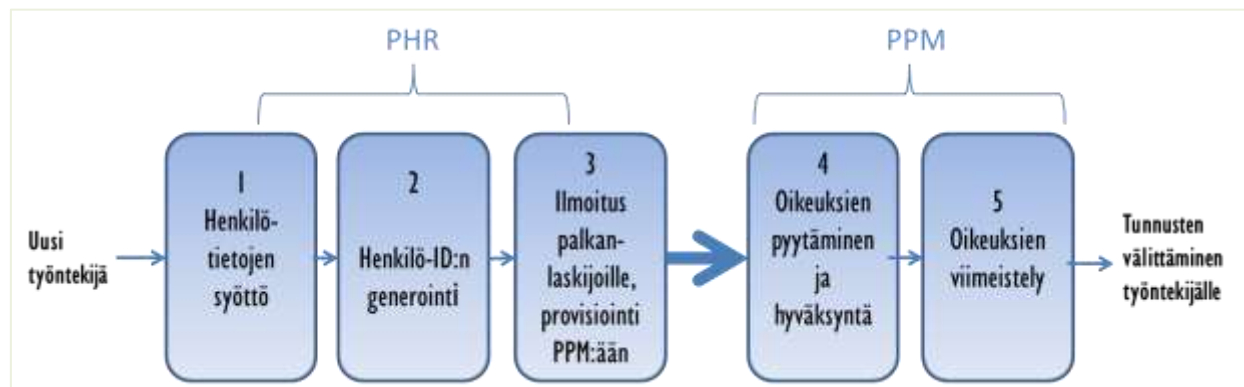 PHR
PPM
Uusi
työntekijä
1
Henkilö-
tietojen
syöttö
2
Henkilö-ID:n
generointi
3
Ilmoitus
palkan-
laskijoille,
provisiointi
PPM:ään
4
Oikeuksien
pyytäminen
ja
hyväksyntä
5
Oikeuksien
viimeistely
Tunnusten
välittäminen
työntekijälle